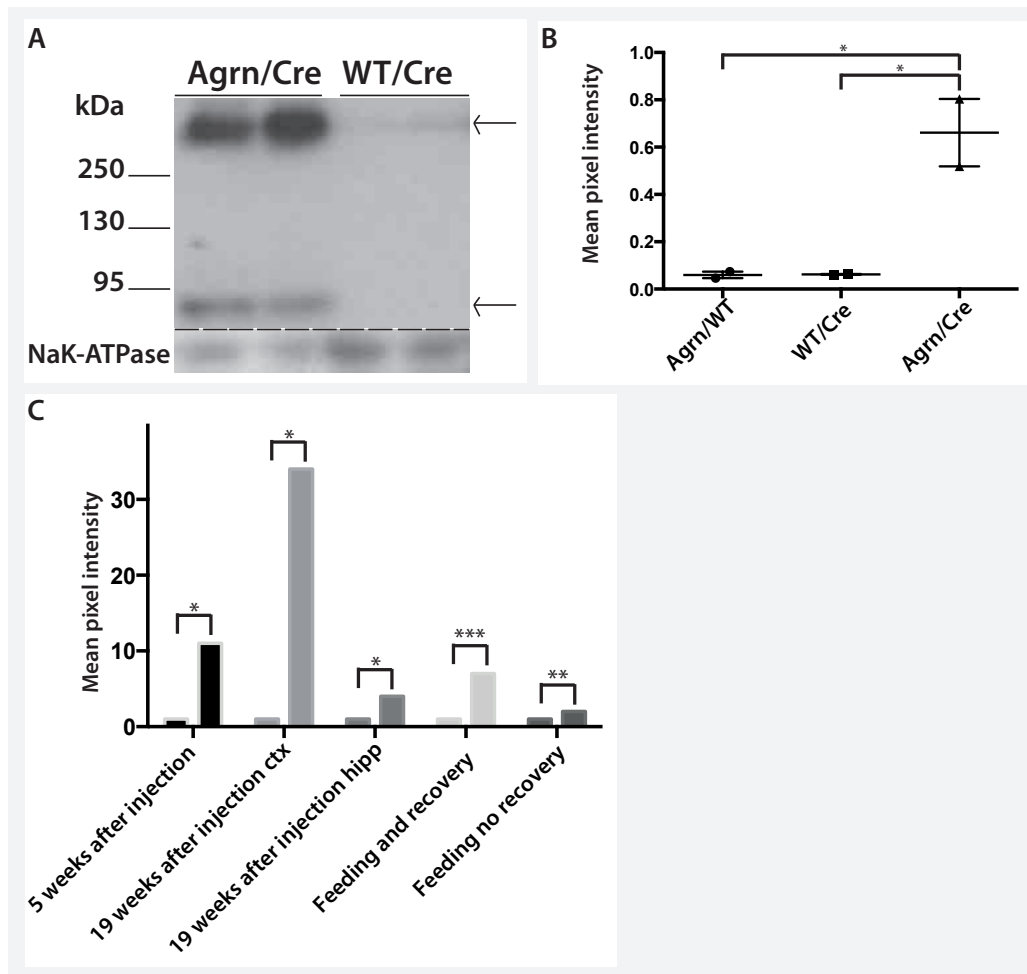 A
Agrn/Cre WT/Cre
kDa
250
130
95
NaK-ATPase
B
Mean pixel intensity
1.0
0.8
0.6
0.4
0.2
0.0
*
*
Agrn/WT
WT/Cre
Agrn/Cre
C
Mean pixel intensity
30
20
10
0
*
*
*
***
**
5 weeks after injection
19 weeks after injection ctx
19 weeks after injection hipp
Feeding and recovery
Feeding no recovery